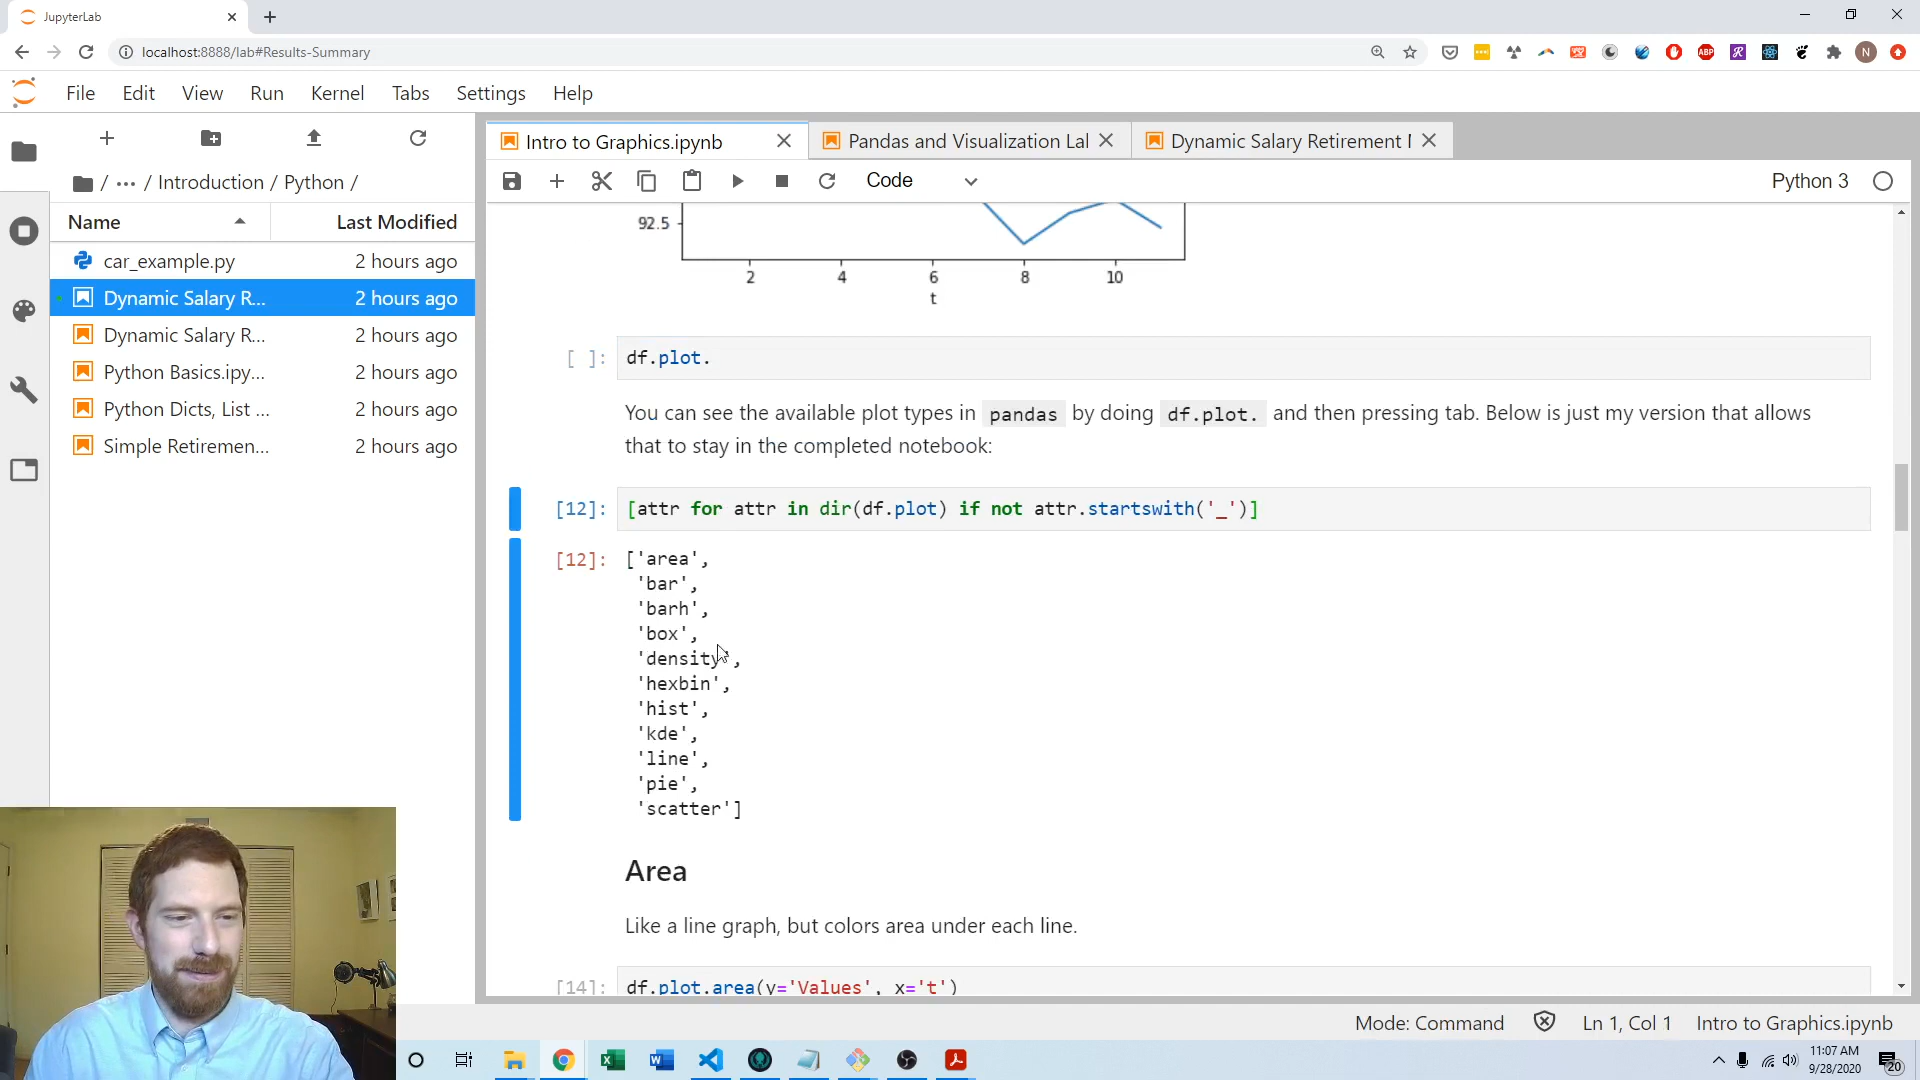 JupyterLab
localhost:8888/lab#Results-Summary
ABP
N
File Edit View Run Kernel Tabs Settings Help
Intro to Graphics.ipynb
Pandas and Visualization Lal
Dynamic Salary Retirement I
/ ··· / Introduction / Python /
Code
Python 3
Name Last Modified
car_example.py 2 hours ago
Dynamic Salary R... 2 hours ago
Dynamic Salary R... 2 hours ago
Python Basics.ipy... 2 hours ago
Python Dicts, List ... 2 hours ago
Simple Retiremen... 2 hours ago
92.5
2 4 6 8 10
t
[ ]: df.plot.
You can see the available plot types in pandas by doing df.plot. and then pressing tab. Below is just my version that allows
that to stay in the completed notebook:
[12]: [attr for attr in dir(df.plot) if not attr.startswith('_')]
[12]: ['area',
'bar',
'barh',
'box',
'density',
'hexbin',
'hist',
'kde',
'line',
'pie',
'scatter']
Area
Like a line graph, but colors area under each line.
[14]: df.plot.area(y='Values', x='t')
Mode: Command Ln 1, Col 1 Intro to Graphics.ipynb
11:07 AM
9/28/2020
20